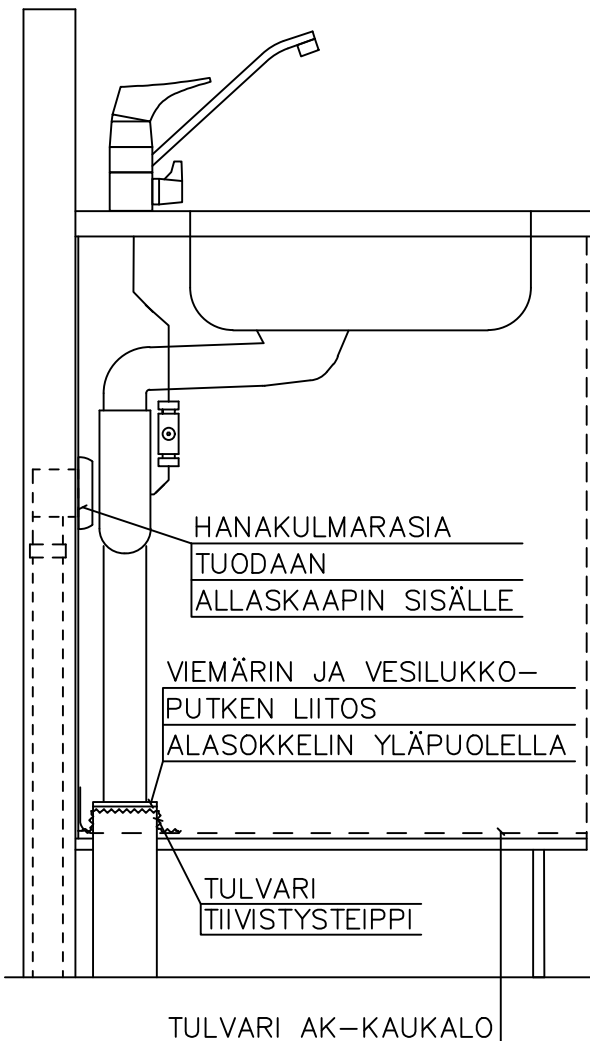 HANAKULMARASIA
TUODAAN
ALLASKAAPIN SISÄLLE
VIEMÄRIN JA VESILUKKO-
PUTKEN LIITOS
ALASOKKELIN YLÄPUOLELLA
TULVARI
TIIVISTYSTEIPPI
TULVARI AK-KAUKALO